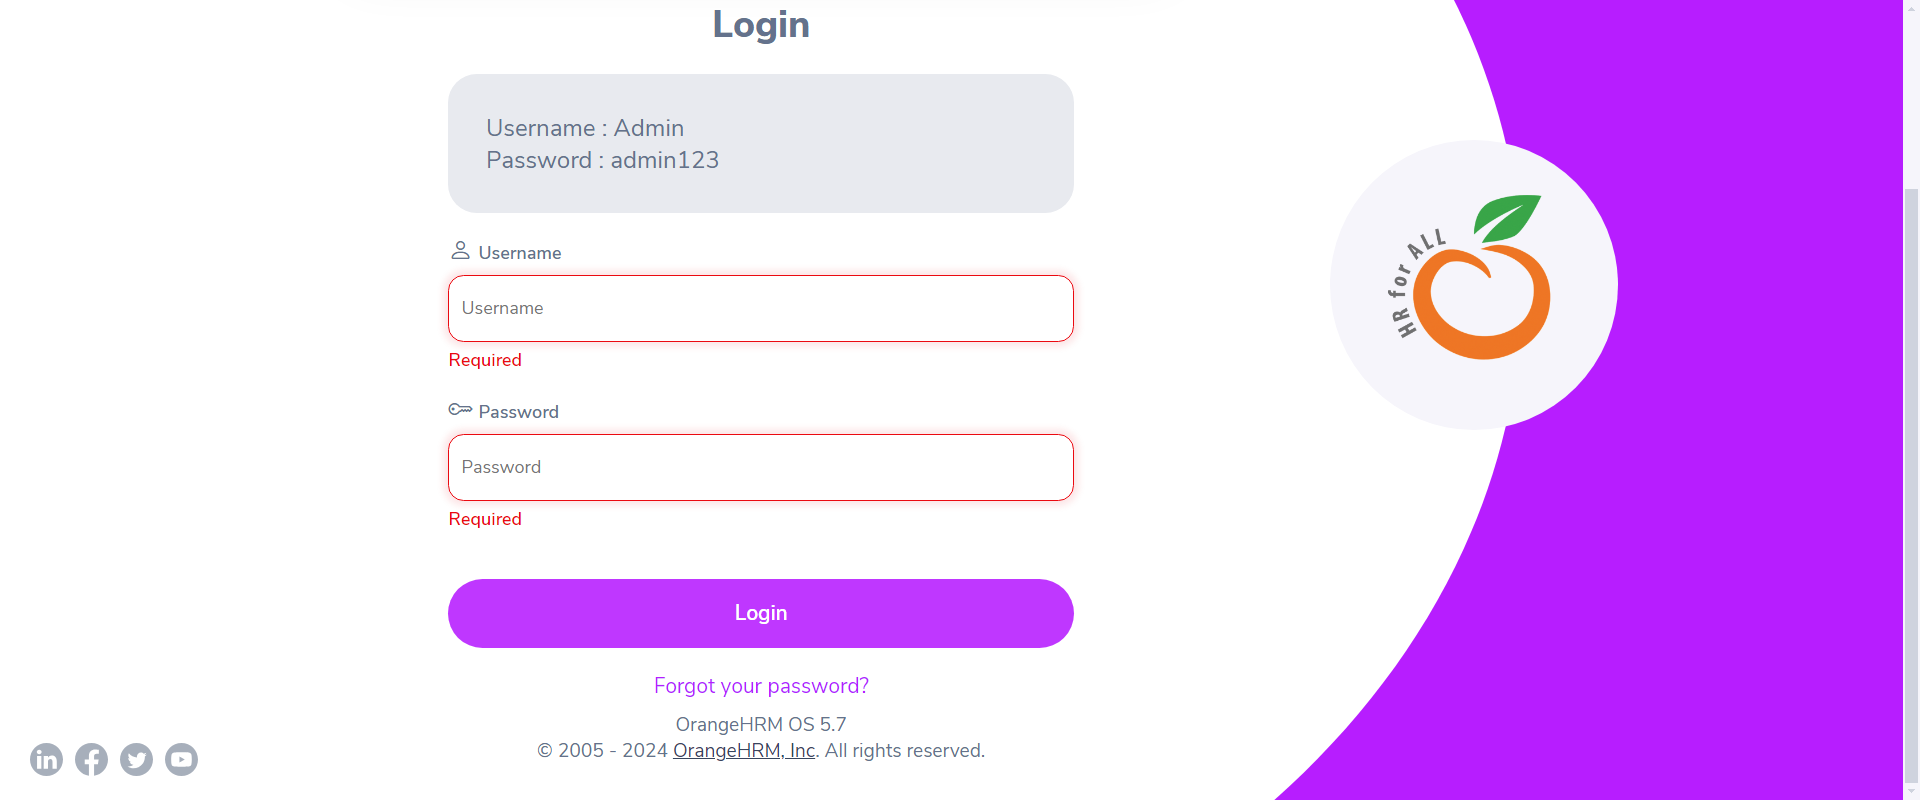 Login
Username : Admin
Password : admin123
Username
Username
Required
Password
Password
Required
Login
Forgot your password?
OrangeHRM OS 5.7
© 2005 - 2024 OrangeHRM, Inc. All rights reserved.
HR for ALL